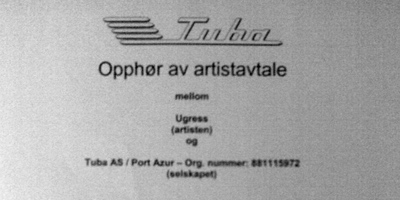 Tuba
Opphør av artistavtale
mellom
Ugress
(artisten)
og
Tuba AS / Port Azur – Org. nummer: 881115972
(selskapet)